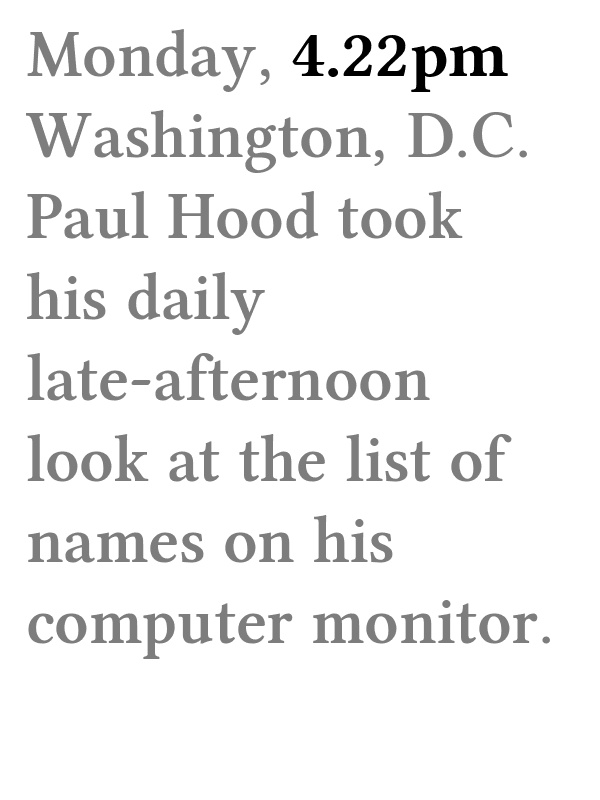 Monday, 4.22pm
Washington, D.C.
Paul Hood took
his daily
late-afternoon
look at the list of
names on his
computer monitor.